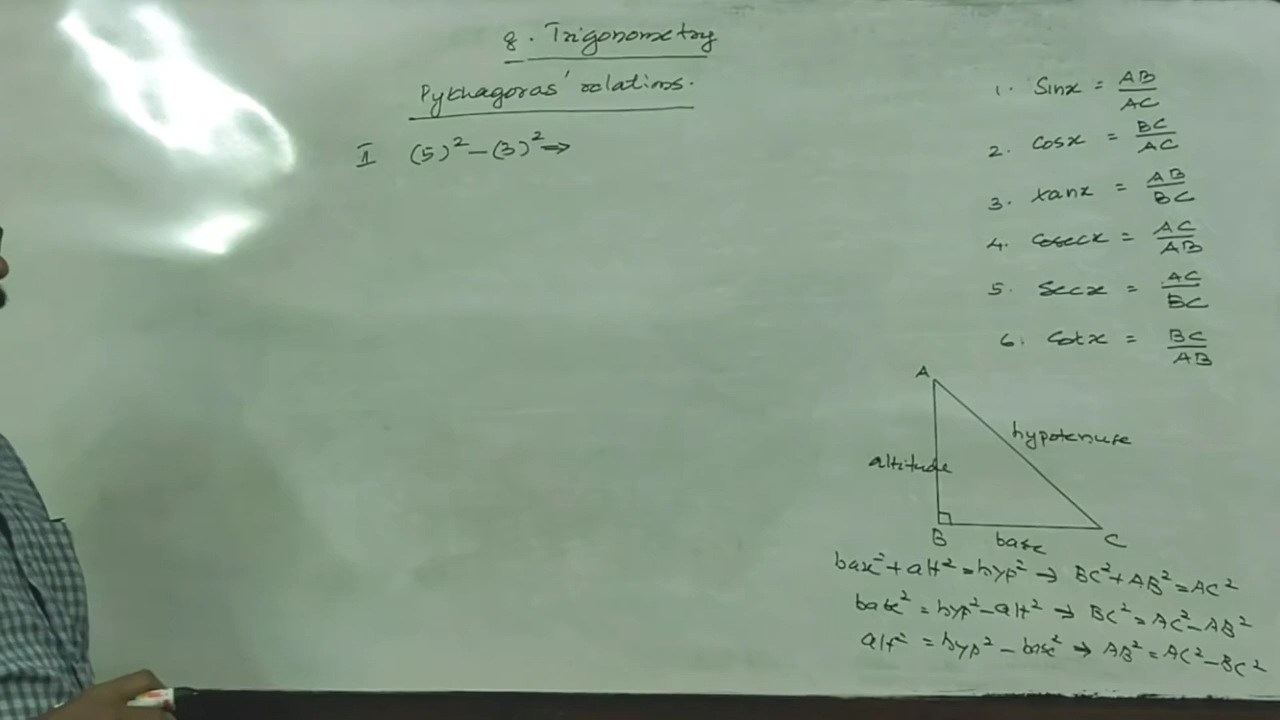 8. Trigonometry
Pythagoras' relations.
II (5)² – (3)² ⇒
1. Sinx = AB/AC
2. Cosx = BC/AC
3. tanx = AB/BC
4. Cosecx = AC/AB
5. Secx = AC/BC
6. Cotx = BC/AB
A
hypotenuse
altitude
B base C
base² + alt² = hyp² → BC² + AB² = AC²
base² = hyp² – alt² ⇒ BC² = AC² – AB²
alt² = hyp² – base² ⇒ AB² = AC² – BC²